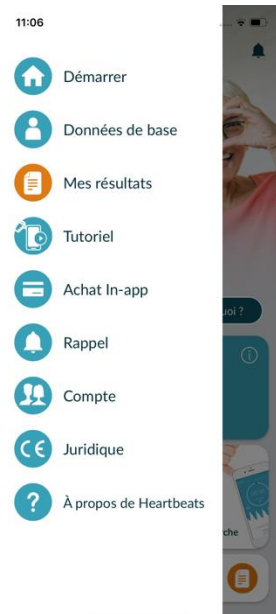 11:06
Démarrer
Données de base
Mes résultats
Tutoriel
Achat In-app
uoi ?
Rappel
Compte
CE Juridique
che
? À propos de Heartbeats